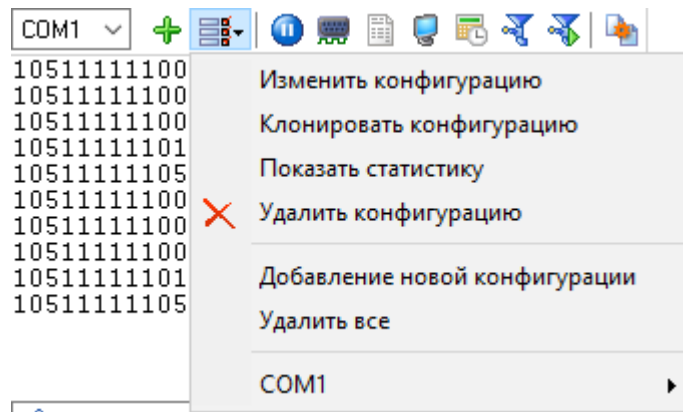 COM1
10511111100
10511111100
10511111100
10511111101
10511111105
10511111100
10511111100
10511111100
10511111101
10511111105
Изменить конфигурацию
Клонировать конфигурацию
Показать статистику
Удалить конфигурацию
Добавление новой конфигурации
Удалить все
COM1